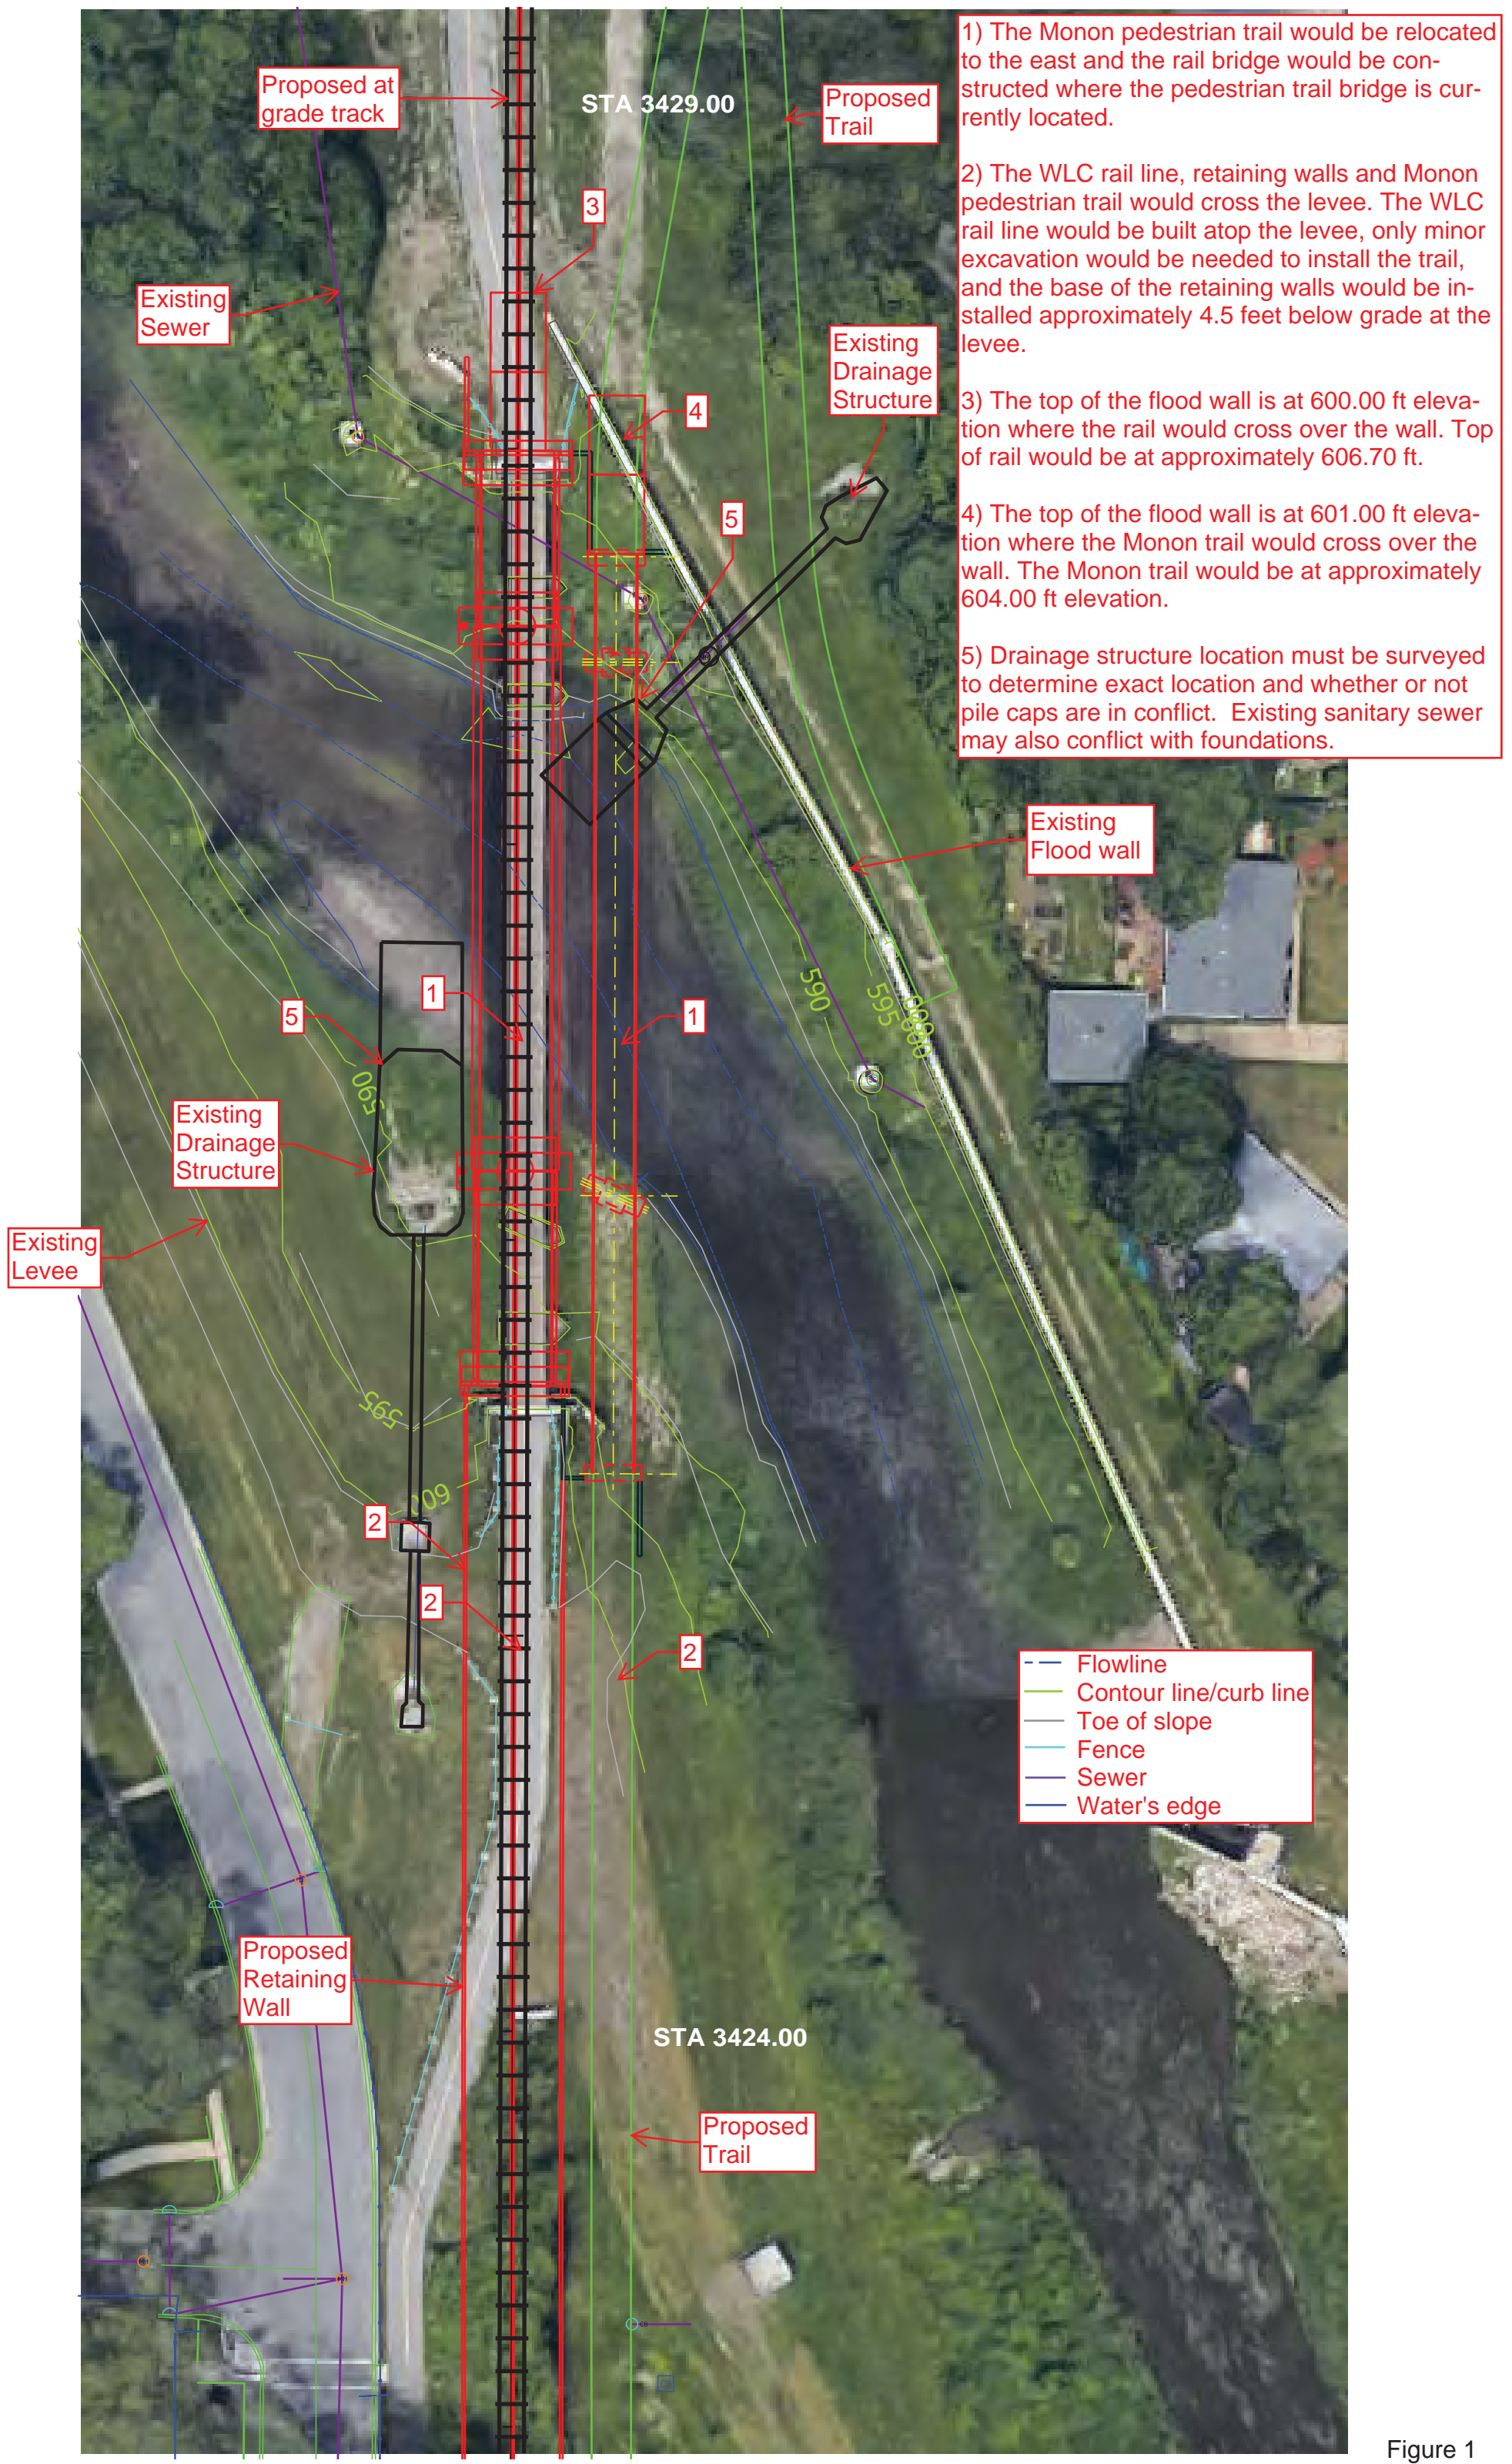 1) The Monon pedestrian trail would be relocated
to the east and the rail bridge would be con-
structed where the pedestrian trail bridge is cur-
rently located.
2) The WLC rail line, retaining walls and Monon
pedestrian trail would cross the levee. The WLC
rail line would be built atop the levee, only minor
excavation would be needed to install the trail,
and the base of the retaining walls would be in-
stalled approximately 4.5 feet below grade at the
levee.
3) The top of the flood wall is at 600.00 ft eleva-
tion where the rail would cross over the wall. Top
of rail would be at approximately 606.70 ft.
4) The top of the flood wall is at 601.00 ft eleva-
tion where the Monon trail would cross over the
wall. The Monon trail would be at approximately
604.00 ft elevation.
5) Drainage structure location must be surveyed
to determine exact location and whether or not
pile caps are in conflict.  Existing sanitary sewer
may also conflict with foundations.
Proposed at
grade track
STA 3429.00
Proposed
Trail
3
Existing
Sewer
Existing
Drainage
Structure
4
5
Existing
Flood wall
590
595
600
1
1
5
590
Existing
Drainage
Structure
Existing
Levee
595
600
2
2
2
Flowline
Contour line/curb line
Toe of slope
Fence
Sewer
Water's edge
Proposed
Retaining
Wall
STA 3424.00
Proposed
Trail
Figure 1